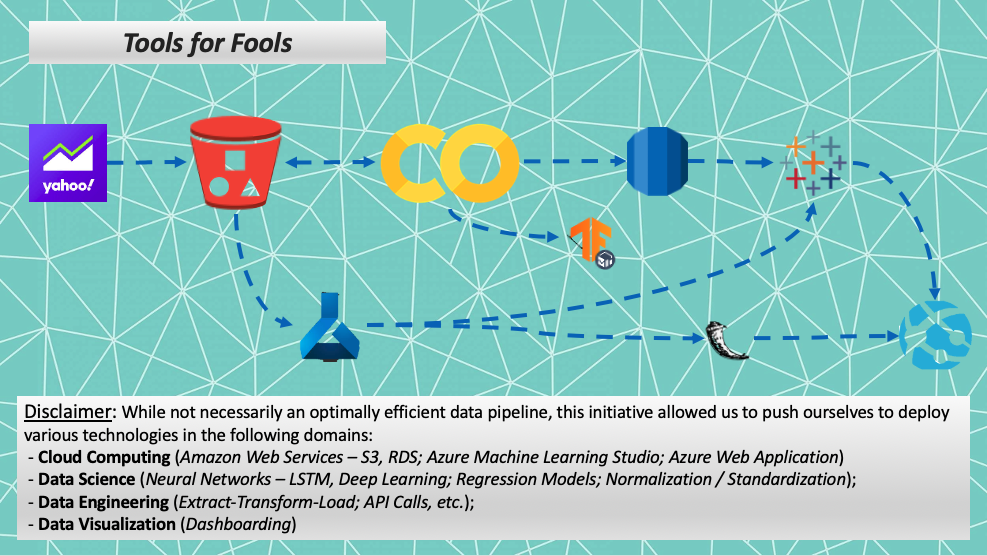 Tools for Fools
yahoo!
Disclaimer: While not necessarily an optimally efficient data pipeline, this initiative allowed us to push ourselves to deploy
various technologies in the following domains:
- Cloud Computing (Amazon Web Services – S3, RDS; Azure Machine Learning Studio; Azure Web Application)
- Data Science (Neural Networks – LSTM, Deep Learning; Regression Models; Normalization / Standardization);
- Data Engineering (Extract-Transform-Load; API Calls, etc.);
- Data Visualization (Dashboarding)